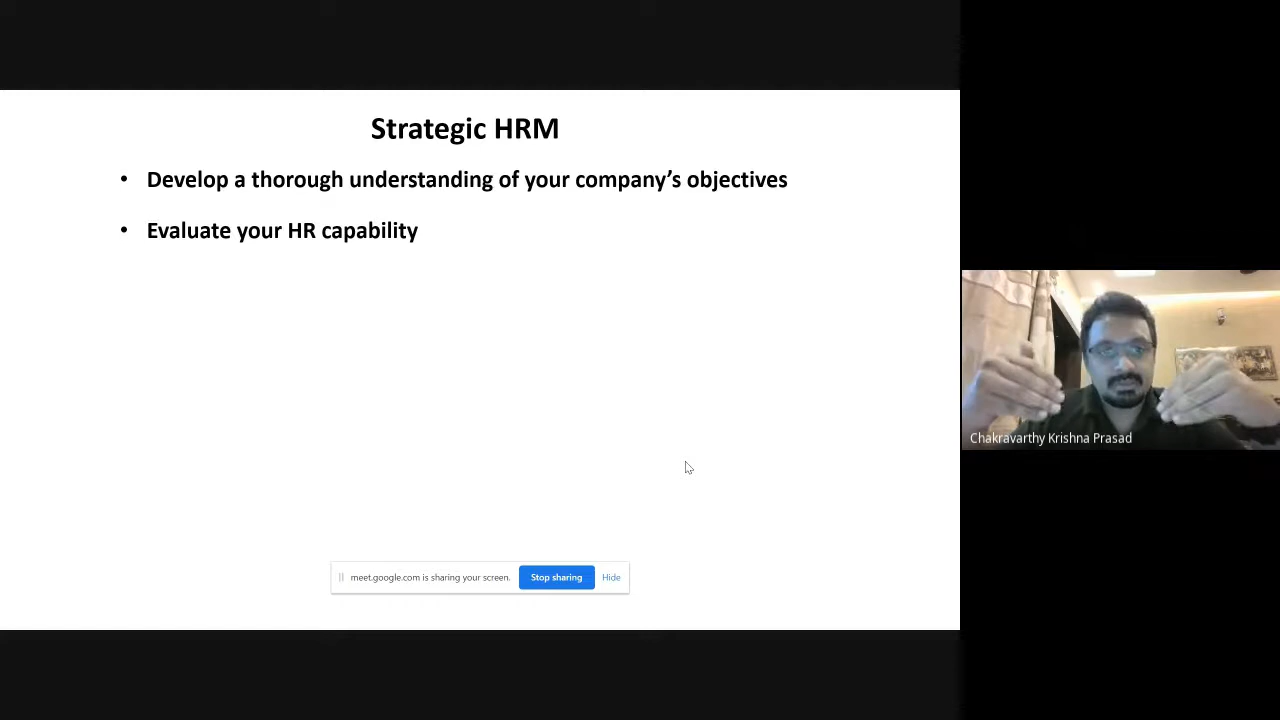 Strategic HRM
• Develop a thorough understanding of your company’s objectives
• Evaluate your HR capability
Chakravarthy Krishna Prasad
meet.google.com is sharing your screen. Stop sharing Hide